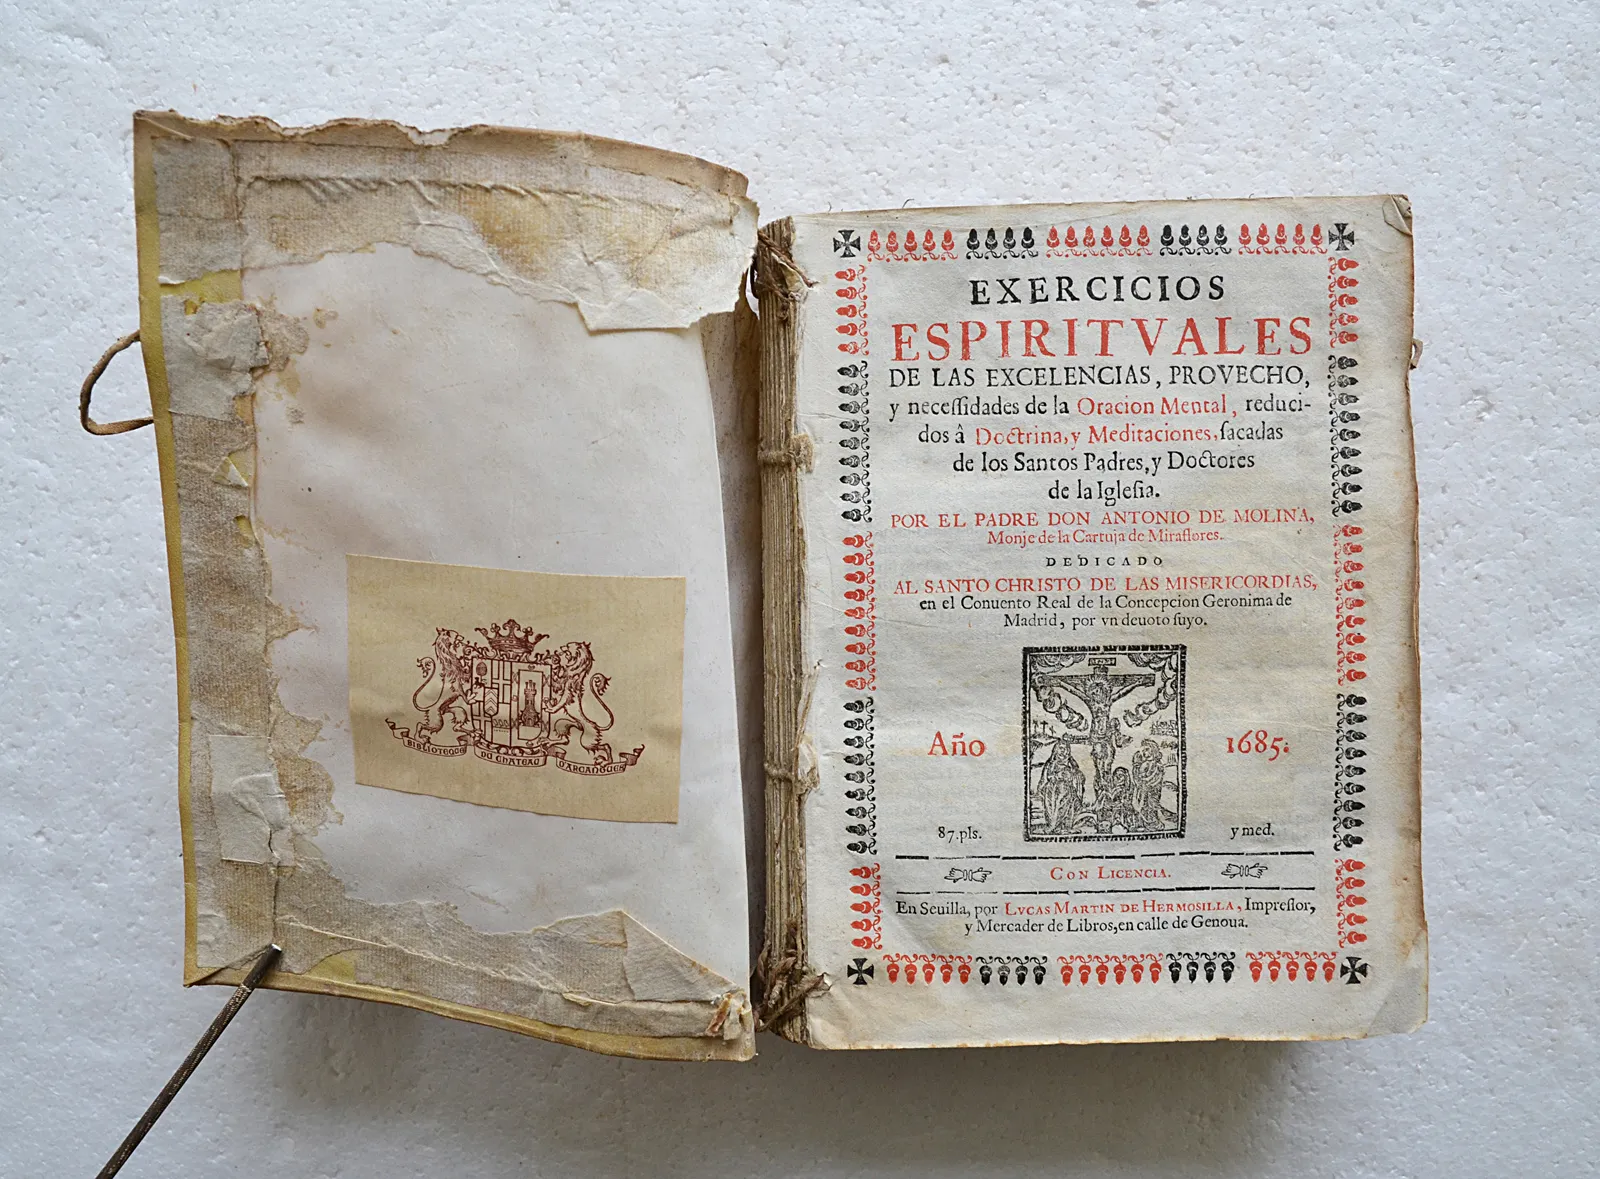 BIBLIOTEQUE DU CHATEAU D'ARCANGUES
EXERCICIOS
ESPIRITVALES
DE LAS EXCELENCIAS, PROVECHO,
y neceſſidades de la Oracion Mental, reduci-
dos â Doctrina, y Meditaciones, ſacadas
de los Santos Padres, y Doctores
de la Igleſia.
POR EL PADRE DON ANTONIO DE MOLINA,
Monje de la Cartuja de Miraflores.
DEDICADO
AL SANTO CHRISTO DE LAS MISERICORDIAS,
en el Conuento Real de la Concepcion Geronima de
Madrid, por vn deuoto ſuyo.
Año 1685.
87.pls. y med.
CON LICENCIA.
En Seuilla, por LVCAS MARTIN DE HERMOSILLA, Impreſſor,
y Mercader de Libros, en calle de Genoua.